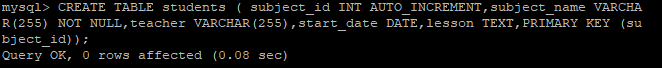 mysql> CREATE TABLE students ( subject_id INT AUTO_INCREMENT,subject_name VARCHA
R(255) NOT NULL,teacher VARCHAR(255),start_date DATE,lesson TEXT,PRIMARY KEY (su
bject_id));
Query OK, 0 rows affected (0.08 sec)